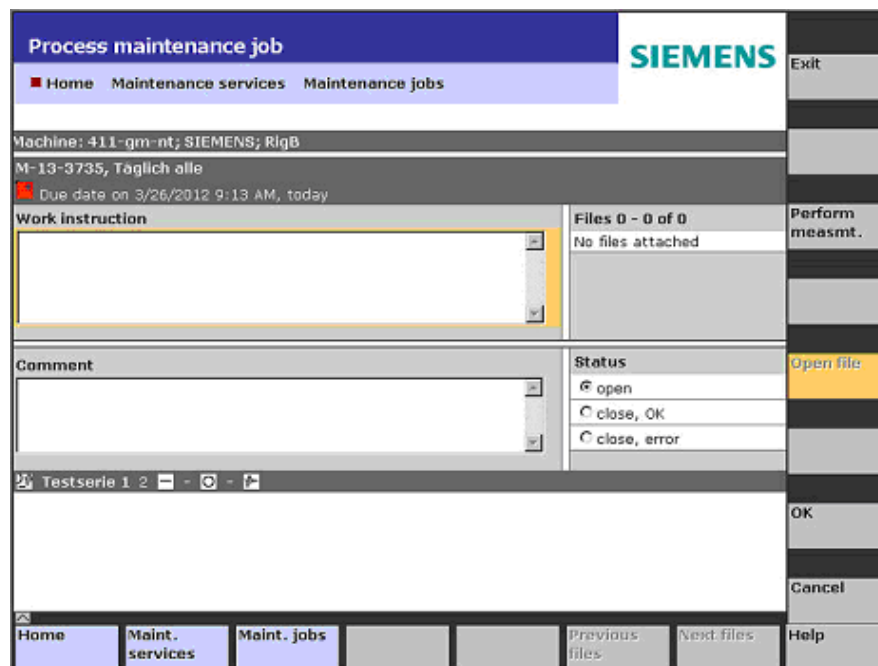 Process maintenance job
SIEMENS
Home Maintenance services Maintenance jobs
Machine: 411-gm-nt; SIEMENS; RigB
M-13-3735, Täglich alle
Due date on 3/26/2012 9:13 AM, today
Work instruction
Files 0 - 0 of 0
No files attached
Comment
Status
open
close, OK
close, error
Testserie 1 2 - -
Exit
Perform
measmt.
Open file
OK
Cancel
Home
Maint.
services
Maint. jobs
Previous
files
Next files
Help